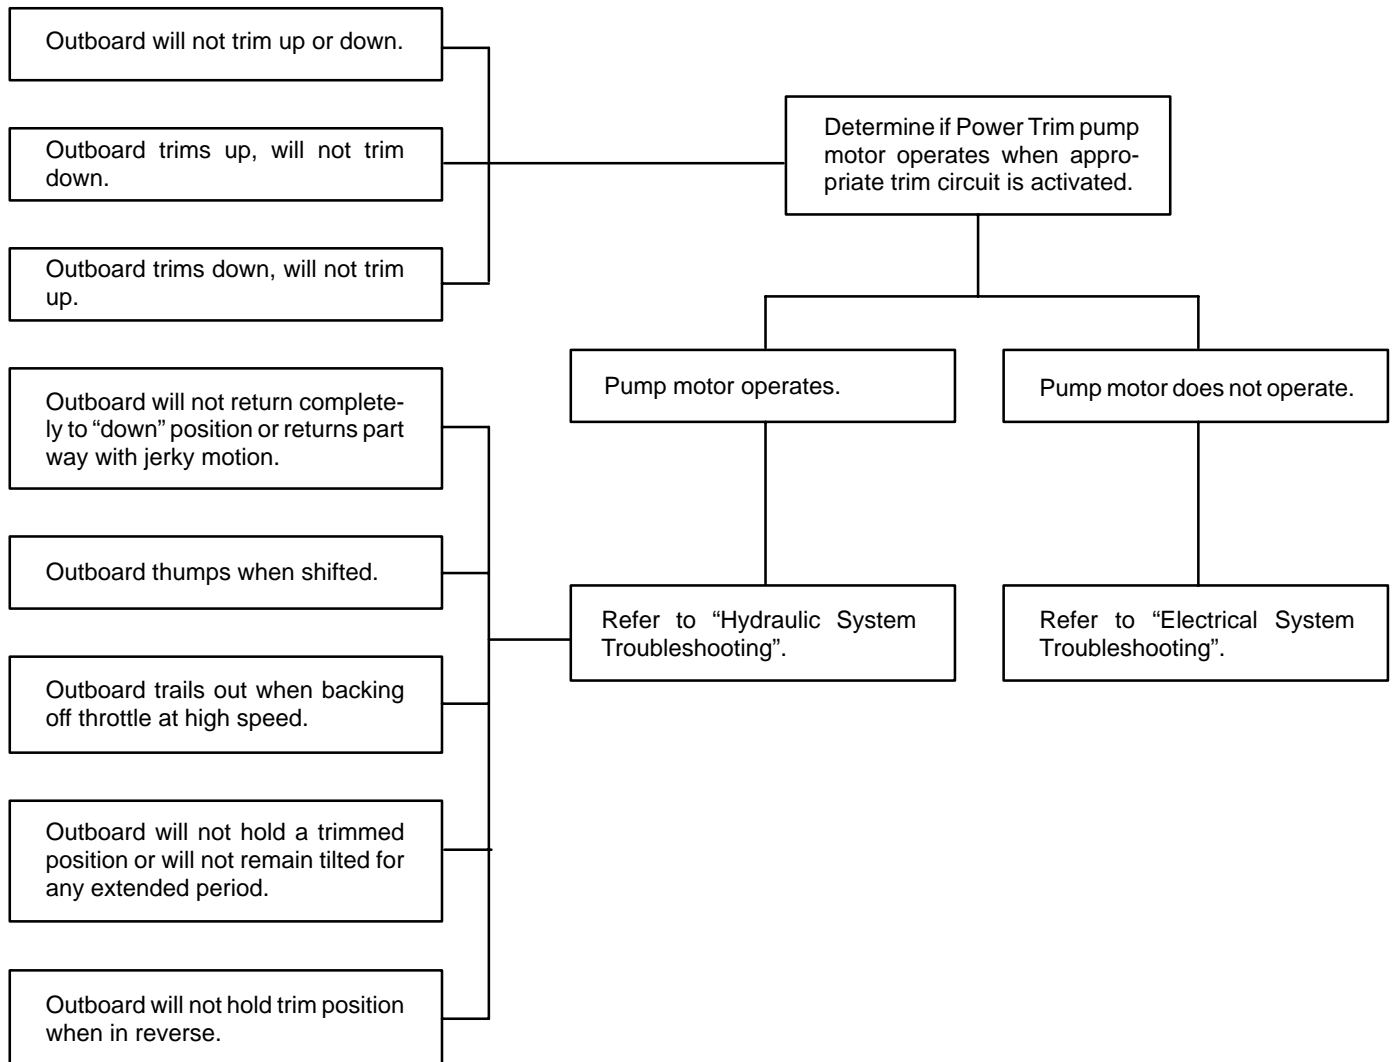 Outboard will not trim up or down.
Outboard trims up, will not trim
down.
Outboard trims down, will not trim
up.
Determine if Power Trim pump
motor operates when appro-
priate trim circuit is activated.
Pump motor operates.
Pump motor does not operate.
Outboard will not return complete-
ly to “down” position or returns part
way with jerky motion.
Outboard thumps when shifted.
Outboard trails out when backing
off throttle at high speed.
Outboard will not hold a trimmed
position or will not remain tilted for
any extended period.
Outboard will not hold trim position
when in reverse.
Refer to “Hydraulic System
Troubleshooting”.
Refer to “Electrical System
Troubleshooting”.